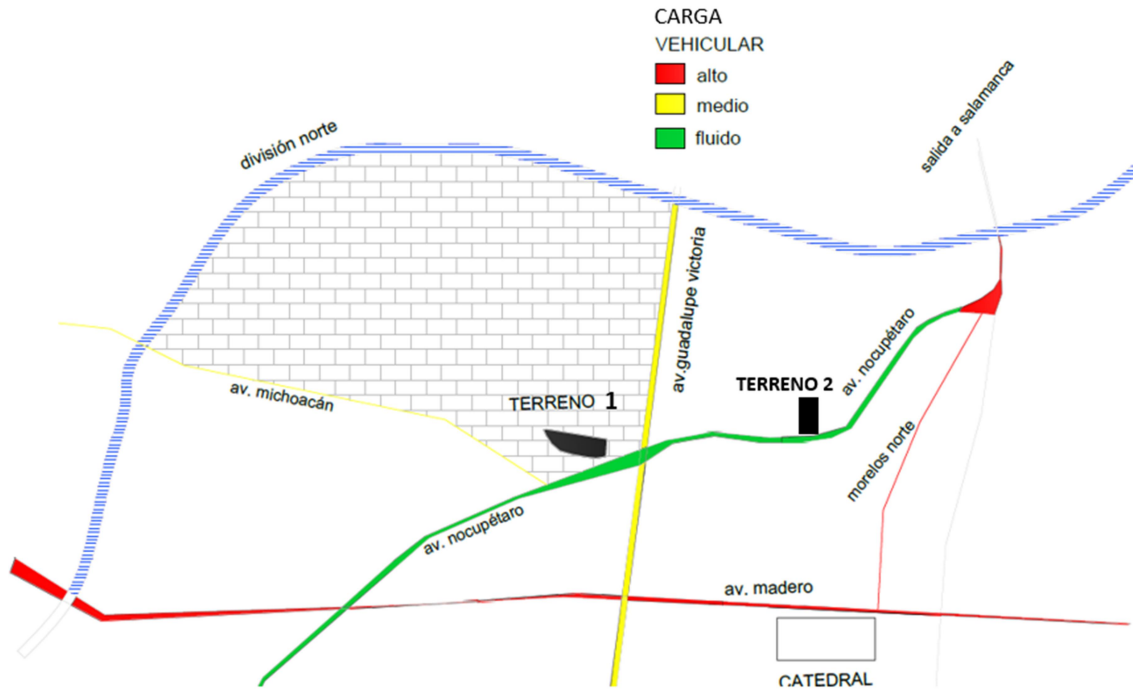 CARGA
VEHICULAR
alto
medio
fluido
salida a salamanca
división norte
av.guadalupe victoria
av. nocupétaro
TERRENO 2
av. michoacán
TERRENO 1
morelos norte
av. nocupétaro
av. madero
CATEDRAL